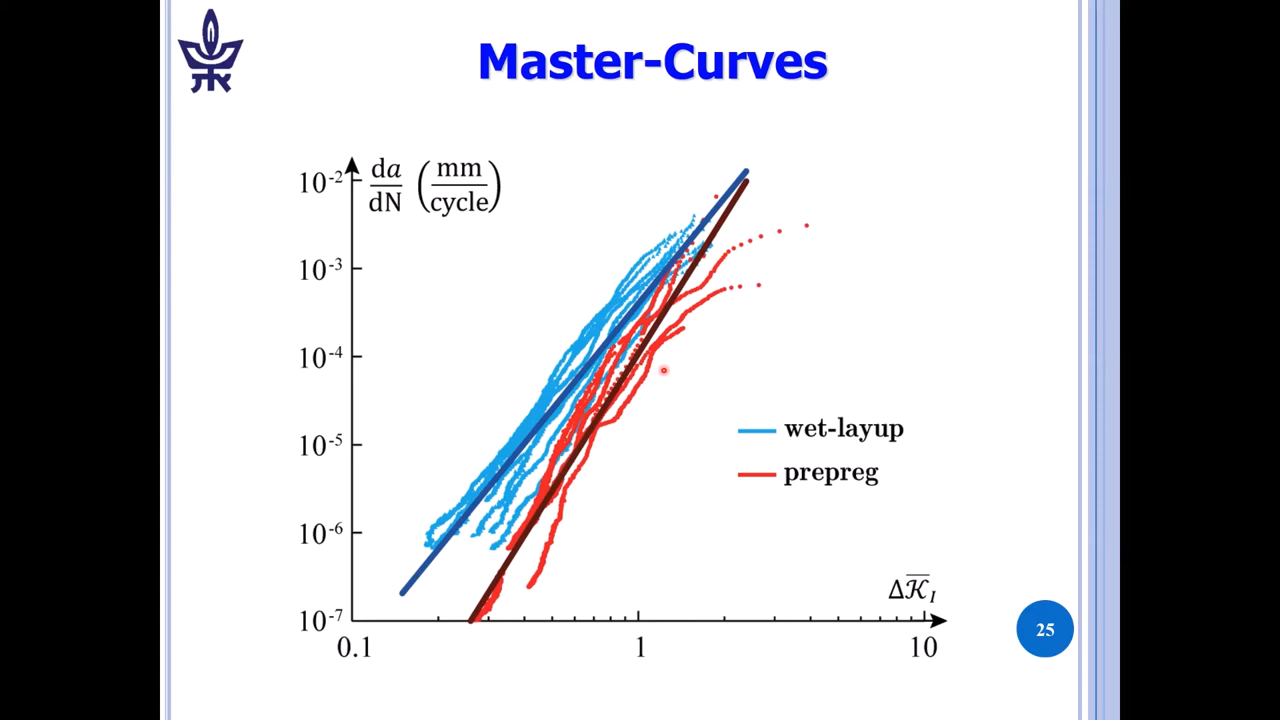 Master-Curves
10⁻²
da/dN (mm/cycle)
10⁻³
10⁻⁴
10⁻⁵
10⁻⁶
10⁻⁷
wet-layup
prepreg
Δ𝒦̅_I
0.1
1
10
25